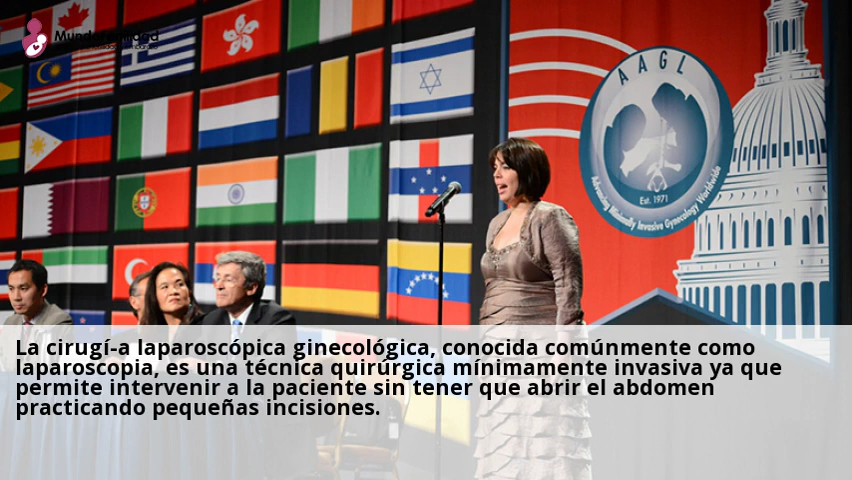 Mundo
AAGL
Est. 1971
Advancing Minimally Invasive Gynecology Worldwide
La cirugí-a laparoscópica ginecológica, conocida comúnmente como
laparoscopia, es una técnica quirúrgica mínimamente invasiva ya que
permite intervenir a la paciente sin tener que abrir el abdomen
practicando pequeñas incisiones.